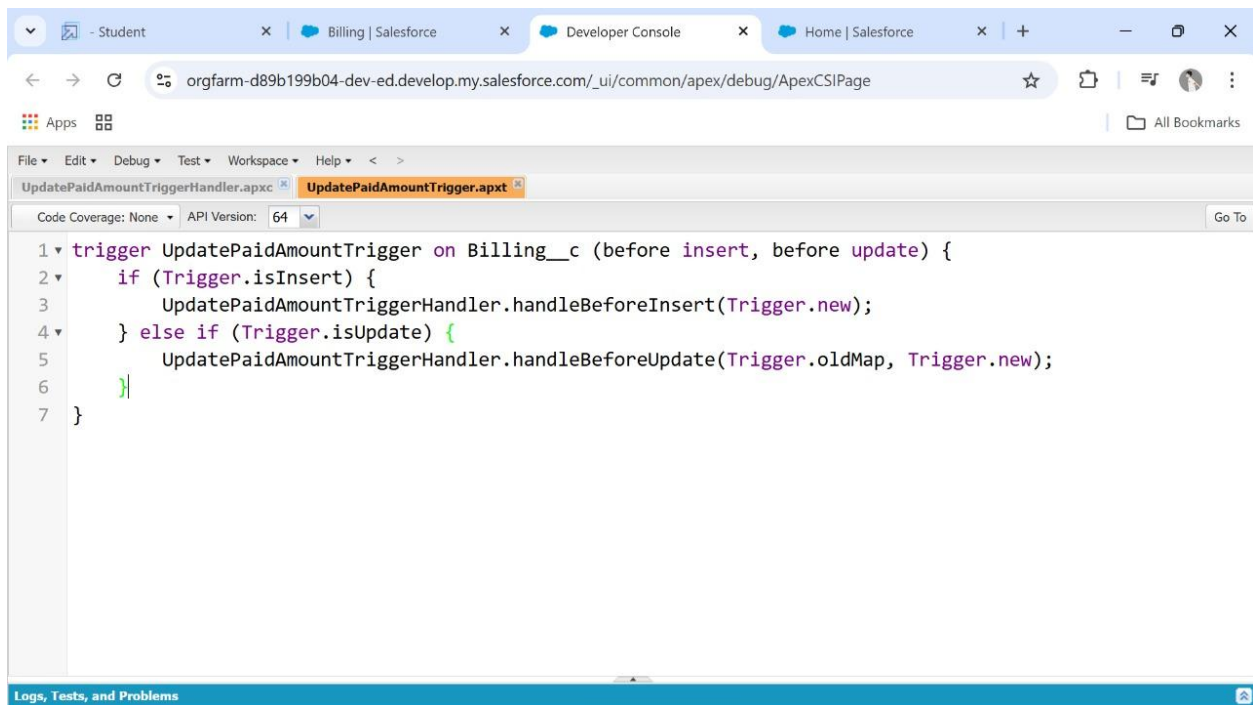 - Student
Billing | Salesforce
Developer Console
Home | Salesforce
orgfarm-d89b199b04-dev-ed.develop.my.salesforce.com/_ui/common/apex/debug/ApexCSIPage
Apps
All Bookmarks
File Edit Debug Test Workspace Help < >
UpdatePaidAmountTriggerHandler.apxc UpdatePaidAmountTrigger.apxt
Code Coverage: None API Version: 64 Go To
1 trigger UpdatePaidAmountTrigger on Billing__c (before insert, before update) {
2 if (Trigger.isInsert) {
3 UpdatePaidAmountTriggerHandler.handleBeforeInsert(Trigger.new);
4 } else if (Trigger.isUpdate) {
5 UpdatePaidAmountTriggerHandler.handleBeforeUpdate(Trigger.oldMap, Trigger.new);
6 }
7 }
Logs, Tests, and Problems